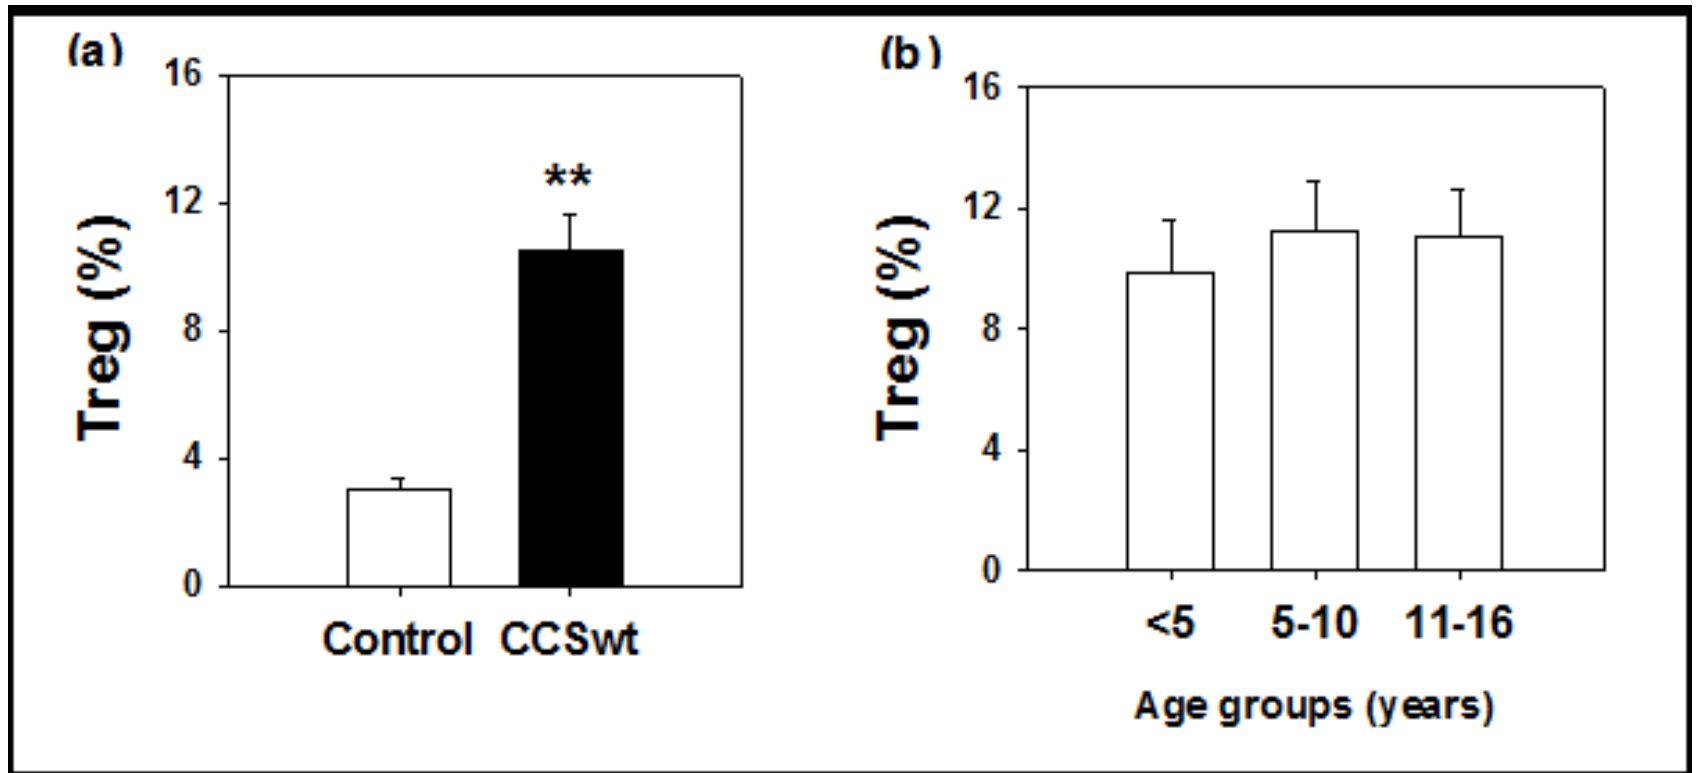 (a)
16
12
8
4
0
Treg (%)
**
Control CCSwt
(b)
16
12
8
4
0
Treg (%)
<5 5-10 11-16
Age groups (years)